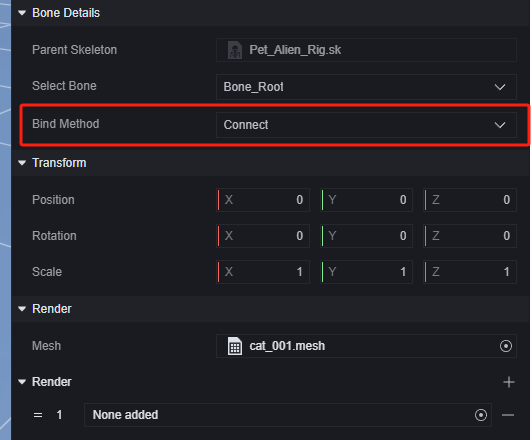 Bone Details
Parent Skeleton Pet_Alien_Rig.sk
Select Bone Bone_Root
Bind Method Connect
Transform
Position X 0 Y 0 Z 0
Rotation X 0 Y 0 Z 0
Scale X 1 Y 1 Z 1
Render
Mesh cat_001.mesh
Render
1 None added